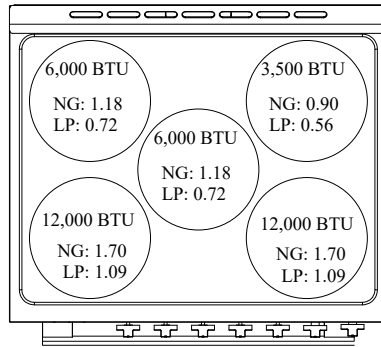 6,000 BTU
NG: 1.18
LP: 0.72
3,500 BTU
NG: 0.90
LP: 0.56
6,000 BTU
NG: 1.18
LP: 0.72
12,000 BTU
NG: 1.70
LP: 1.09
12,000 BTU
NG: 1.70
LP: 1.09